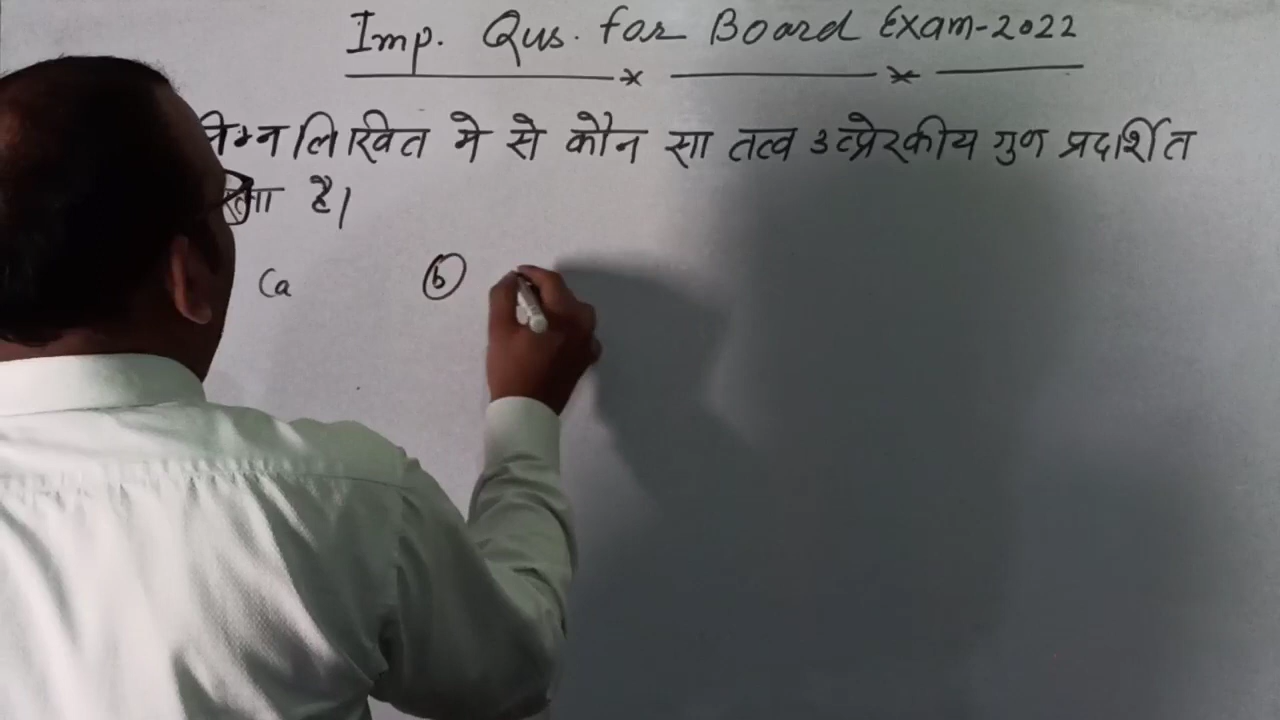 Imp. Qus. for Board Exam-2022
निम्नलिखित मे से कौन सा तत्व उत्प्रेरकीय गुण प्रदर्शित
है।
Ca b